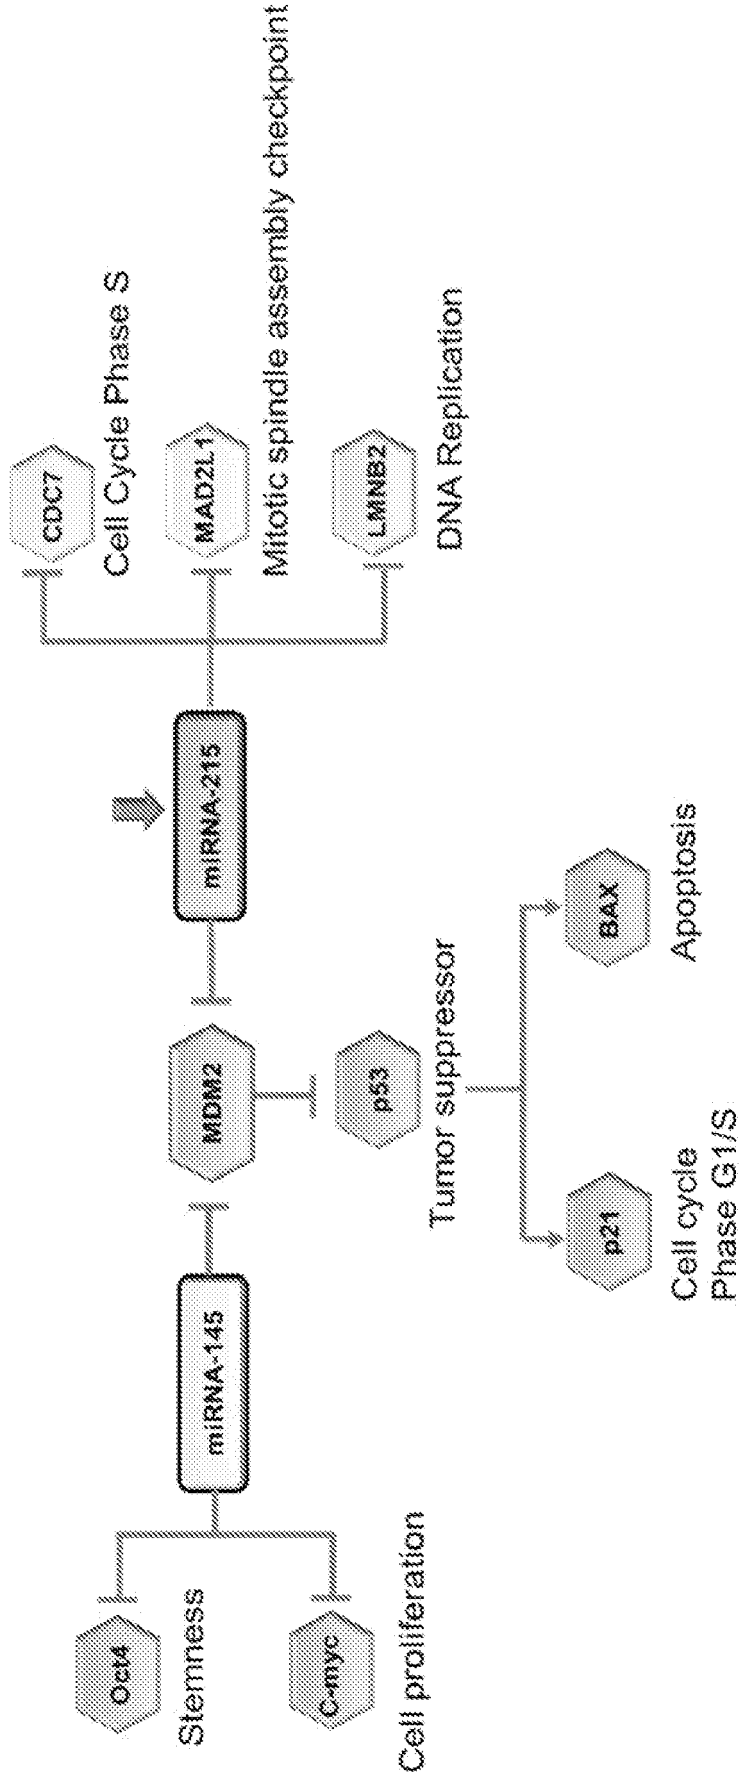 Oct4
Stemness
C-myc
Cell proliferation
miRNA-145
MDM2
p53
Tumor suppressor
p21
Cell cycle
Phase G1/S
BAX
Apoptosis
miRNA-215
CDC7
Cell Cycle Phase S
MAD2L1
Mitotic spindle assembly checkpoint
LMNB2
DNA Replication